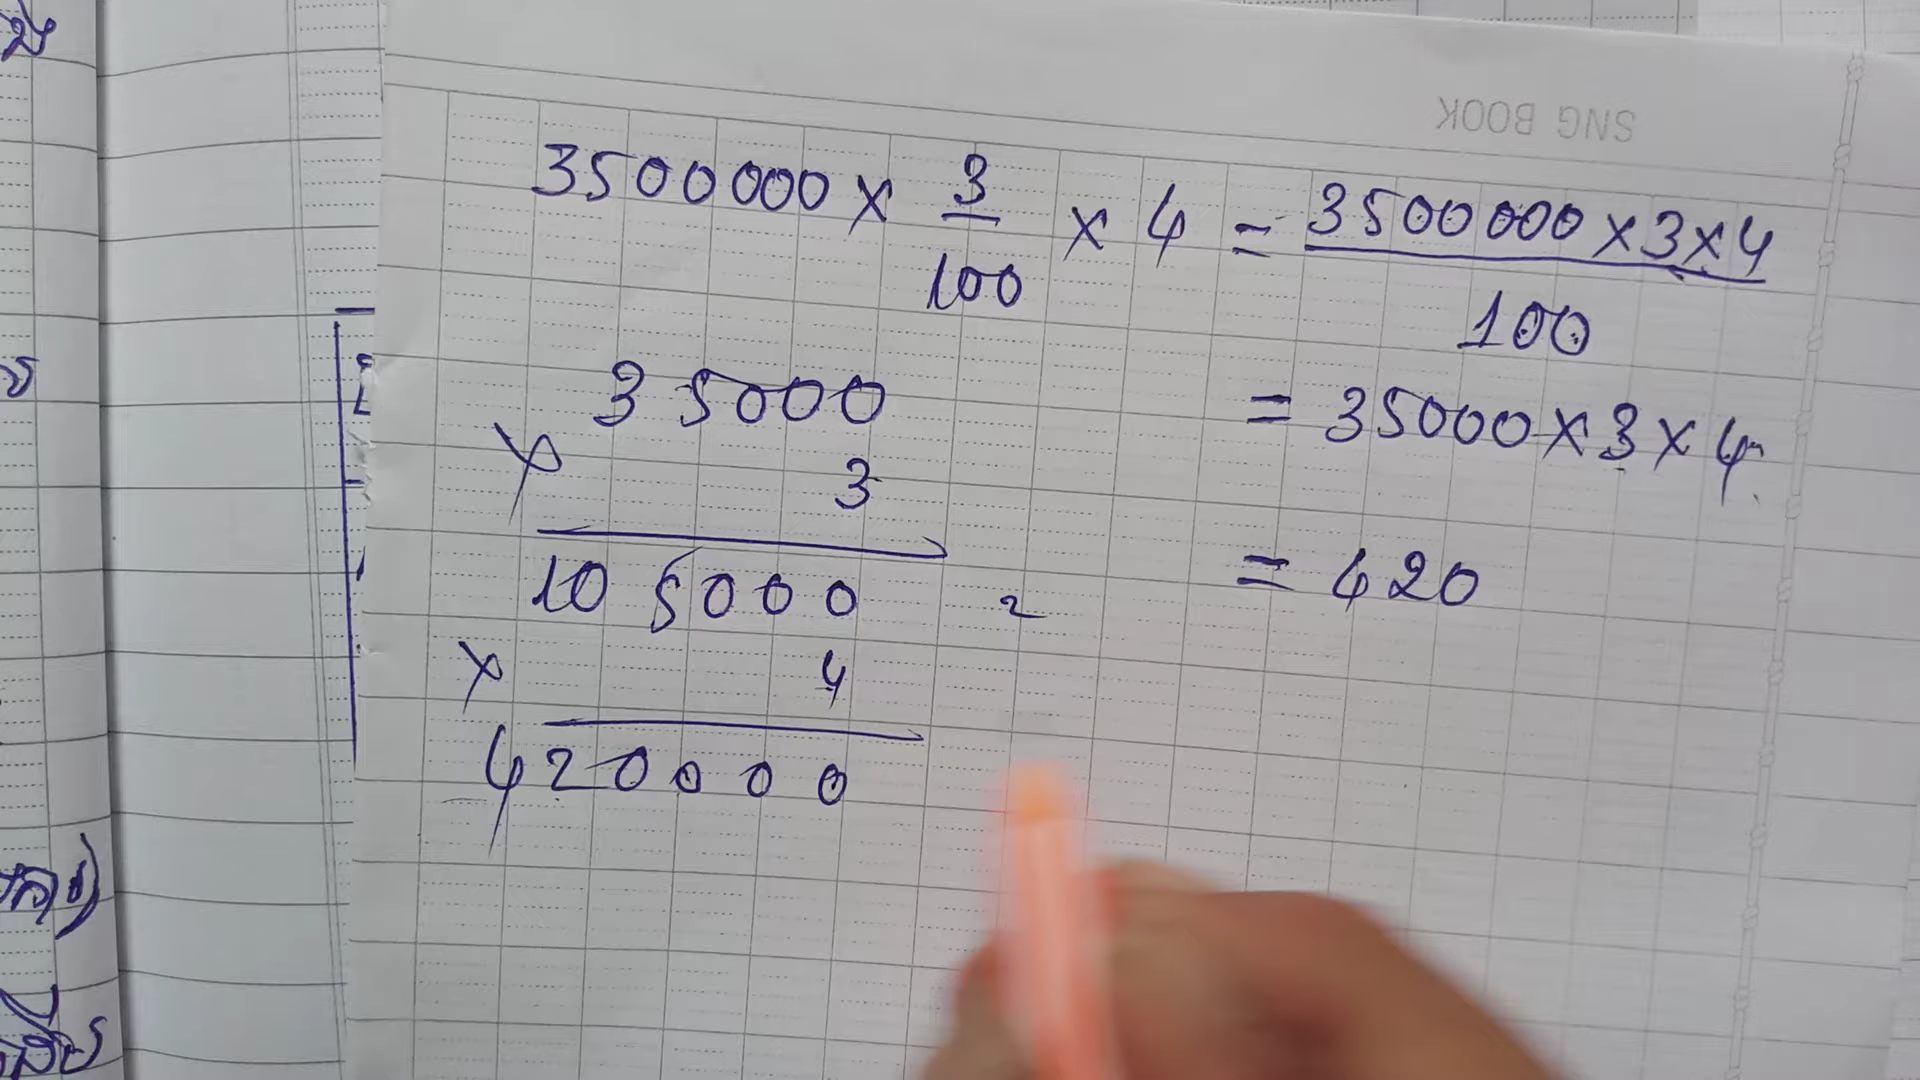 SNG BOOK
3500000 × 3/100 × 4 = 3500000 × 3 × 4 / 100
= 35000 × 3 × 4
= 420
35000
× 3
105000
× 4
420000